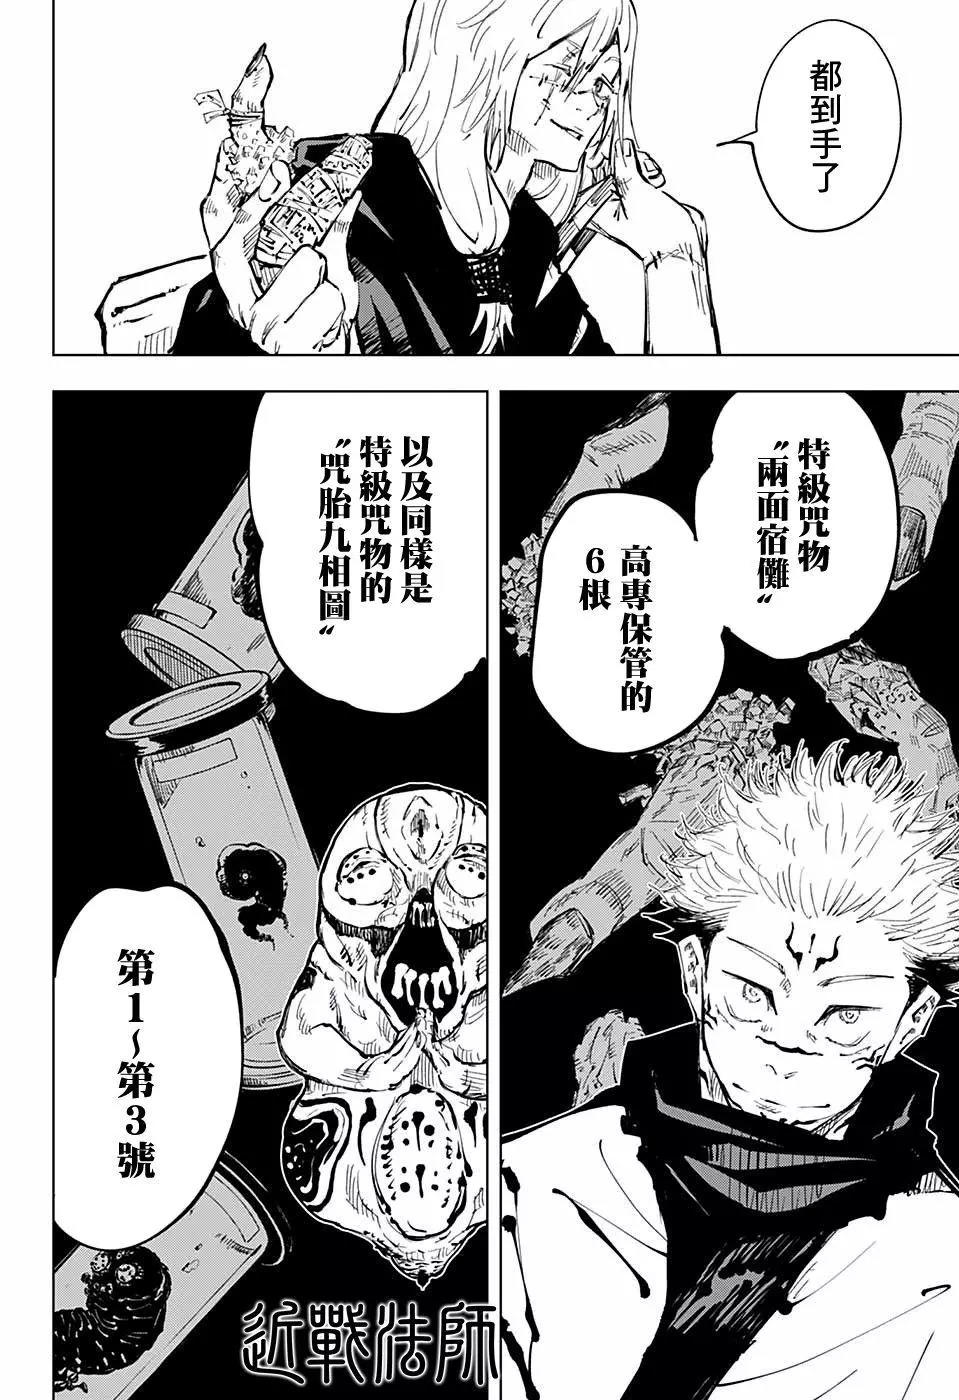 都到手了
特級咒物
〝兩面宿儺〞
高專保管的
6根
以及同樣是
特級咒物的
〝咒胎九相圖〞
第1~第3號
近戰法師